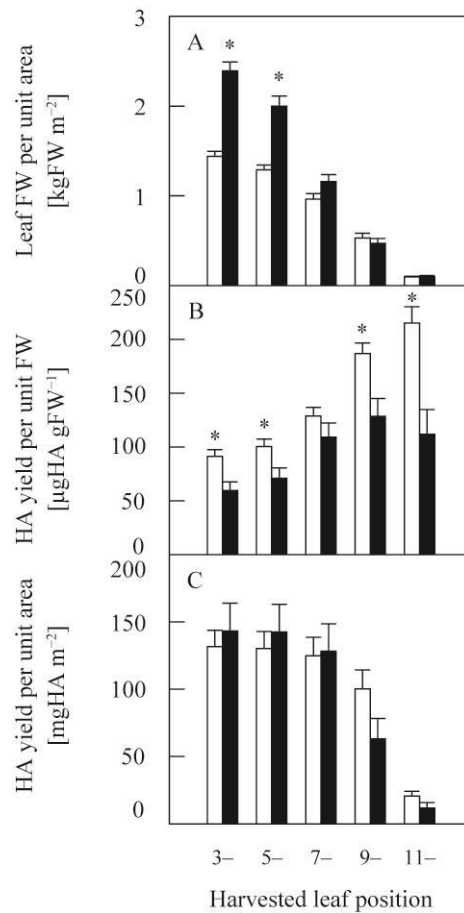 A
Leaf FW per unit area
[kgFW m⁻²]
3
2
1
0
*
*
B
HA yield per unit FW
[µgHA gFW⁻¹]
250
200
150
100
50
0
*
*
*
*
C
HA yield per unit area
[mgHA m⁻²]
200
150
100
50
0
3– 5– 7– 9– 11–
Harvested leaf position